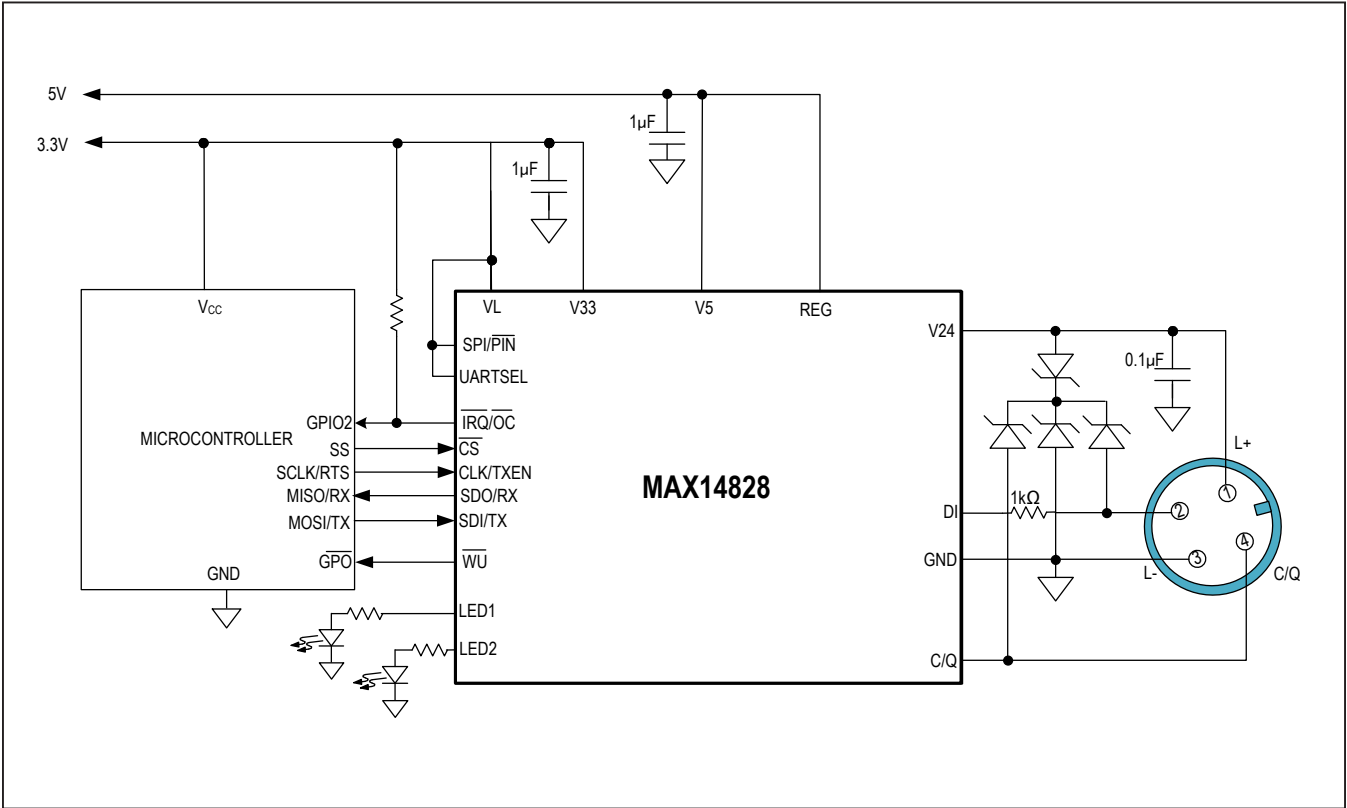 5V
1µF
3.3V
1µF
VCC
VL
V33
V5
REG
V24
SPI/PIN
UARTSEL
0.1µF
MICROCONTROLLER
GPIO2
IRQ/OC
SS
CS
L+
SCLK/RTS
CLK/TXEN
MAX14828
MISO/RX
SDO/RX
1
DI
1kΩ
2
MOSI/TX
SDI/TX
4
GPO
WU
GND
3
L-
C/Q
GND
LED1
LED2
C/Q